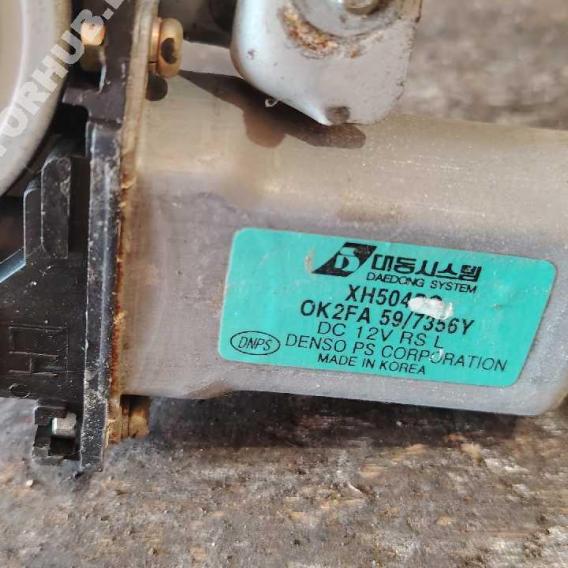 대동시스템
DAEDONG SYSTEM
OK2FA 59/7356Y
DC 12V RS L
DNPS DENSO PS CORPORATION
MADE IN KOREA